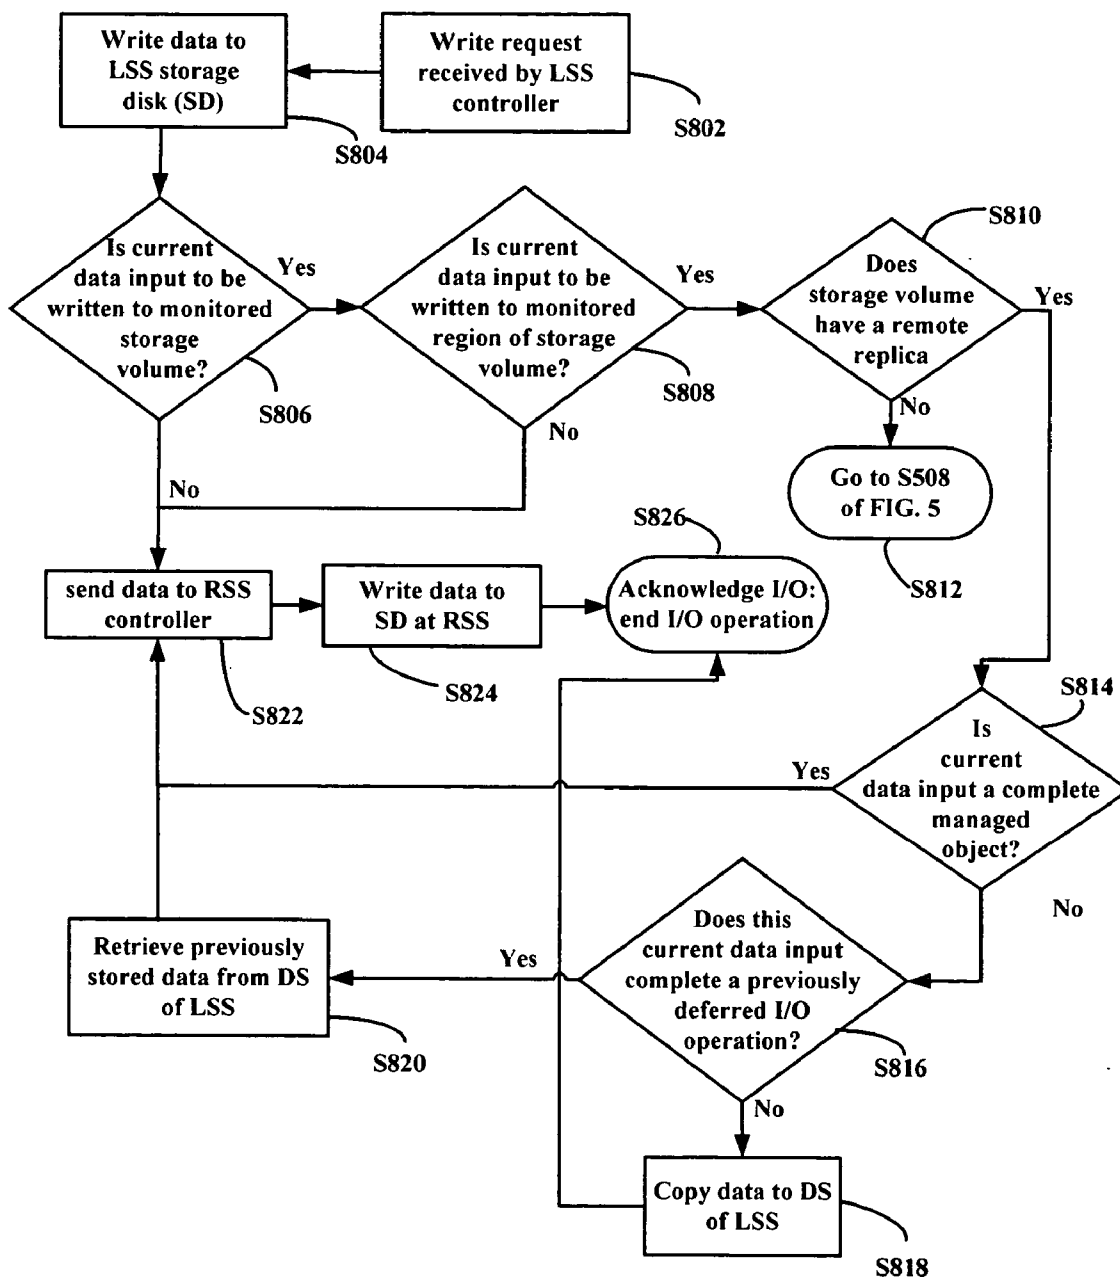 Write data to
LSS storage
disk (SD)
Write request
received by LSS
controller
S802
S804
Is current
data input to be
written to monitored
storage
volume?
Yes
S806
No
Is current
data input to be
written to monitored
region of storage
volume?
Yes
S808
No
S810
Does
storage volume
have a remote
replica
Yes
No
Go to S508
of FIG. 5
S812
send data to RSS
controller
S822
Write data to
SD at RSS
S824
S826
Acknowledge I/O:
end I/O operation
S814
Is
current
data input a complete
managed
object?
Yes
No
Does this
current data input
complete a previously
deferred I/O
operation?
Yes
S816
No
Retrieve previously
stored data from DS
of LSS
S820
Copy data to DS
of LSS
S818